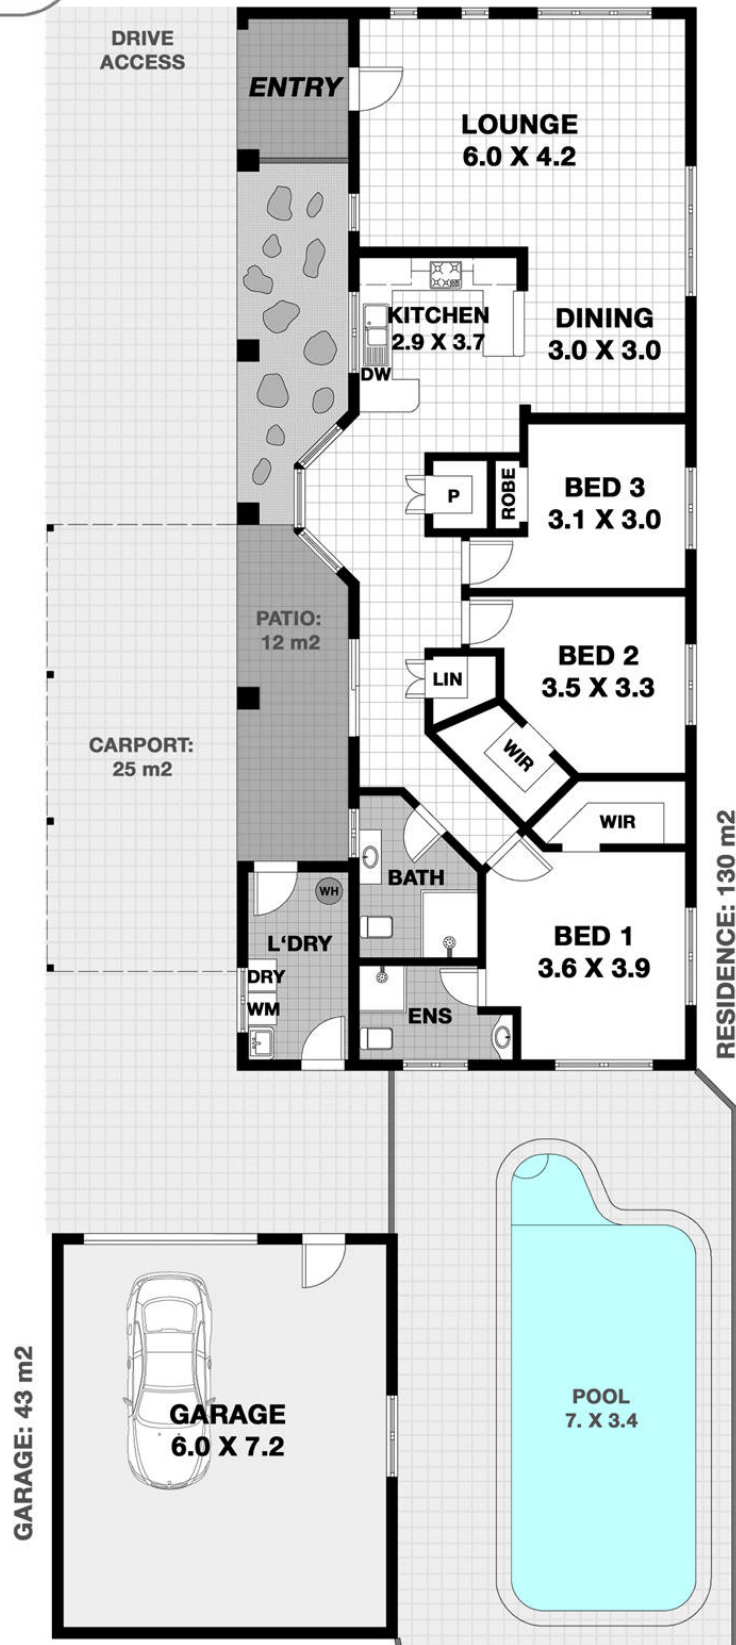 DRIVE
ACCESS
ENTRY
LOUNGE
6.0 X 4.2
KITCHEN
2.9 X 3.7
DW
DINING
3.0 X 3.0
P
ROBE
BED 3
3.1 X 3.0
PATIO:
12 m2
LIN
BED 2
3.5 X 3.3
CARPORT:
25 m2
WIR
WIR
BATH
WH
L'DRY
DRY
WM
BED 1
3.6 X 3.9
ENS
RESIDENCE: 130 m2
GARAGE: 43 m2
GARAGE
6.0 X 7.2
POOL
7. X 3.4